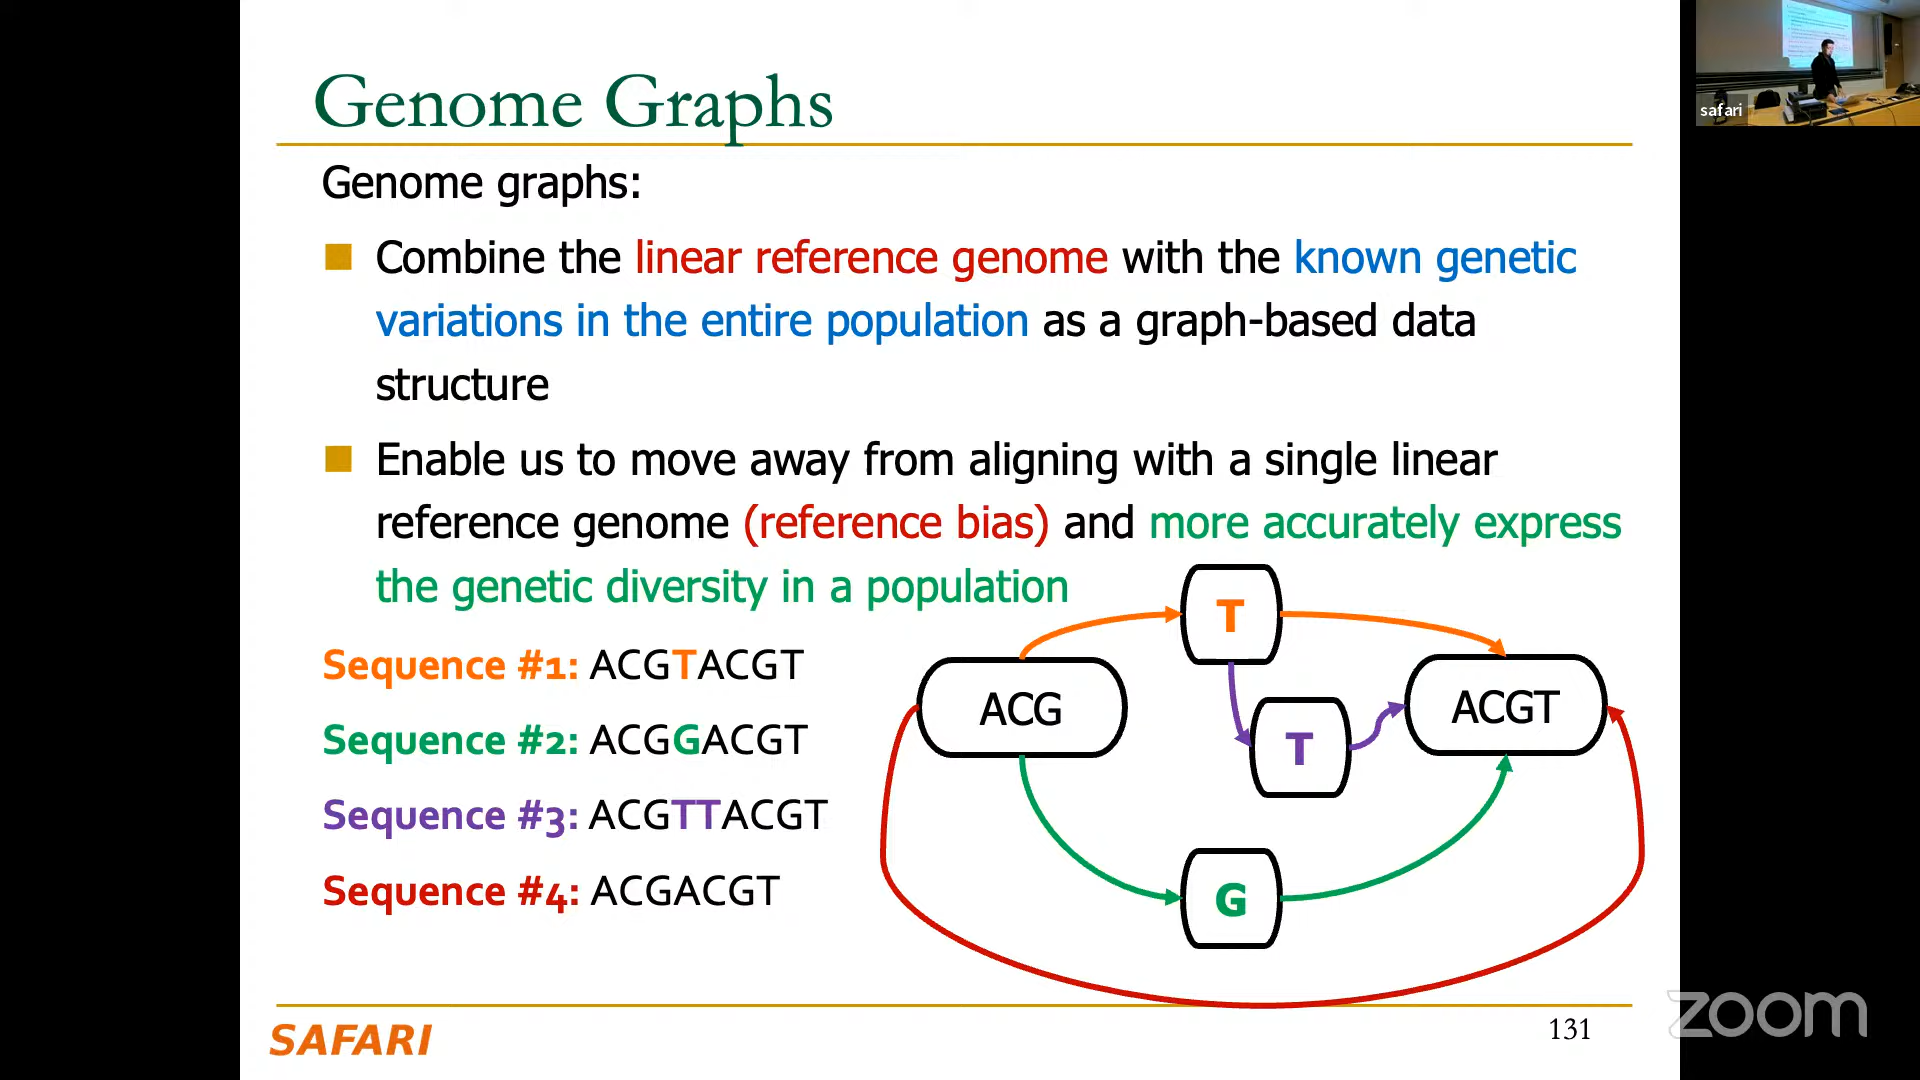 Genome Graphs
Genome graphs:
Combine the linear reference genome with the known genetic
variations in the entire population as a graph-based data
structure
Enable us to move away from aligning with a single linear
reference genome (reference bias) and more accurately express
the genetic diversity in a population
Sequence #1: ACGTACGT
Sequence #2: ACGGACGT
Sequence #3: ACGTTACGT
Sequence #4: ACGACGT
T
ACG
ACGT
T
G
SAFARI
131
safari
zoom